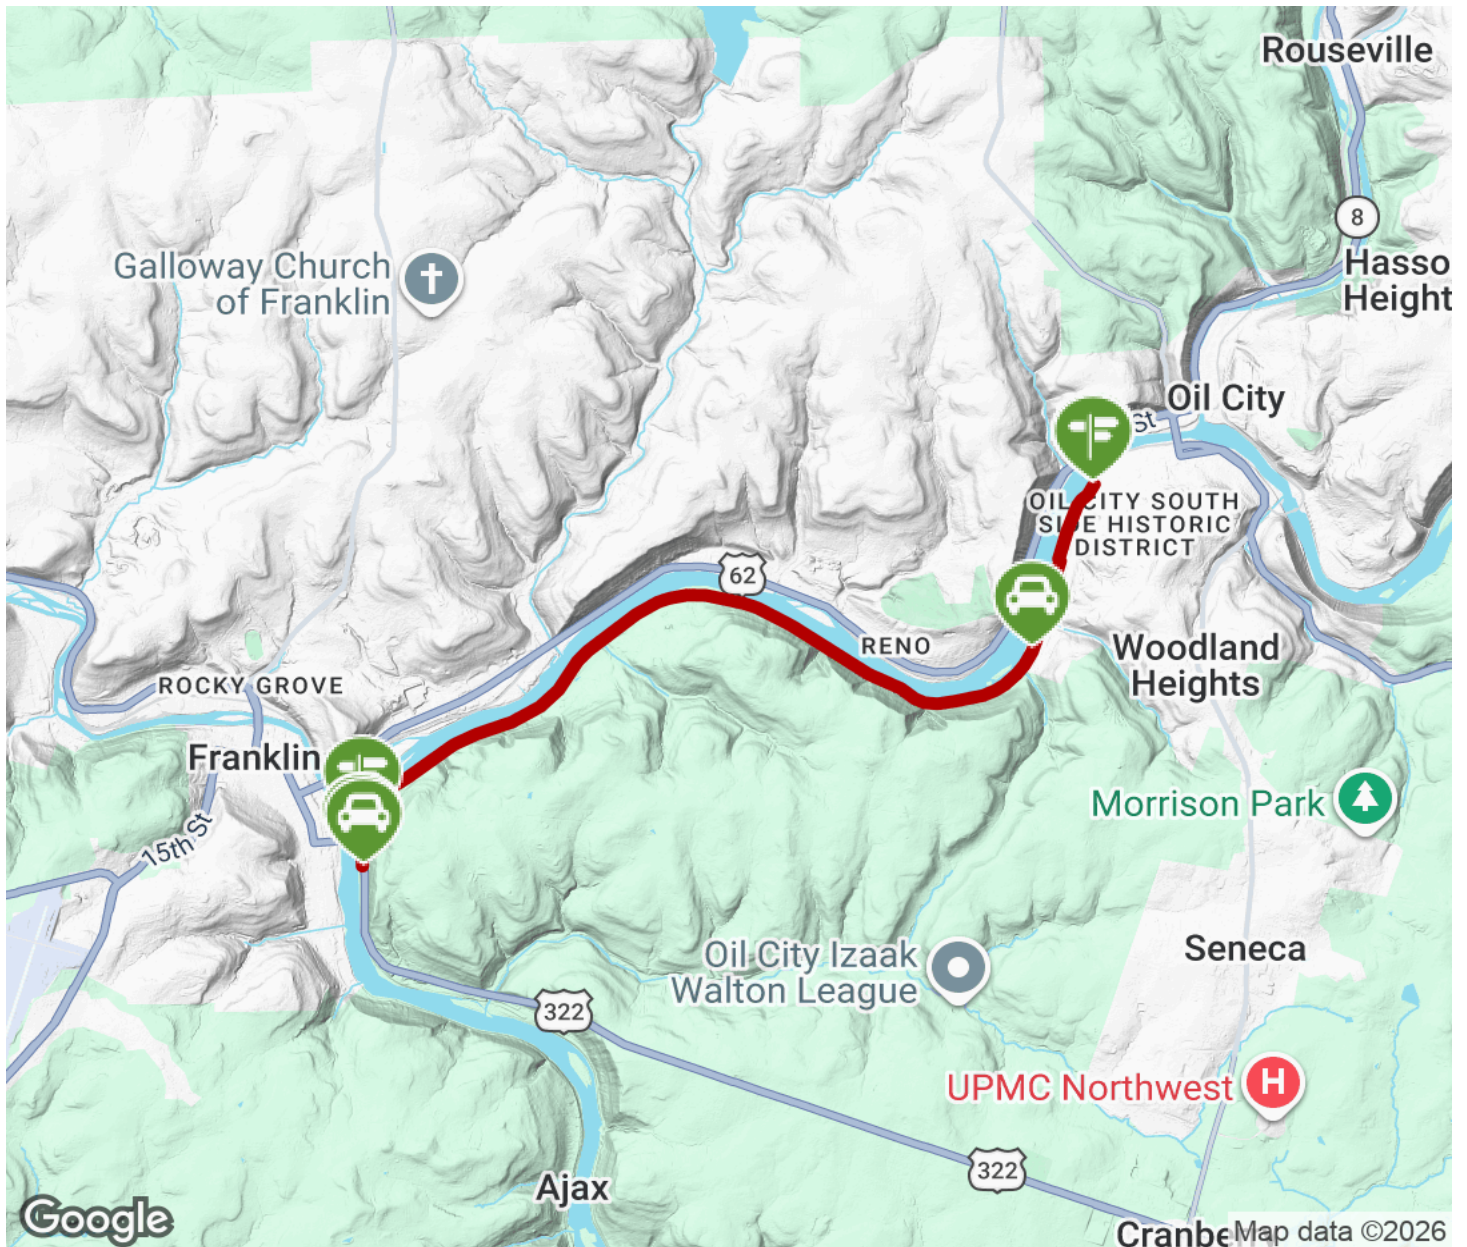 Rouseville
8
Hasso
Height
Galloway Church
of Franklin
Oil City
St
OIL CITY SOUTH
SIDE HISTORIC
DISTRICT
62
RENO
Woodland
Heights
ROCKY GROVE
Franklin
Morrison Park
15th St
Seneca
Oil City Izaak
Walton League
322
UPMC Northwest
H
322
Ajax
Google
Cranbe
Map data ©2026